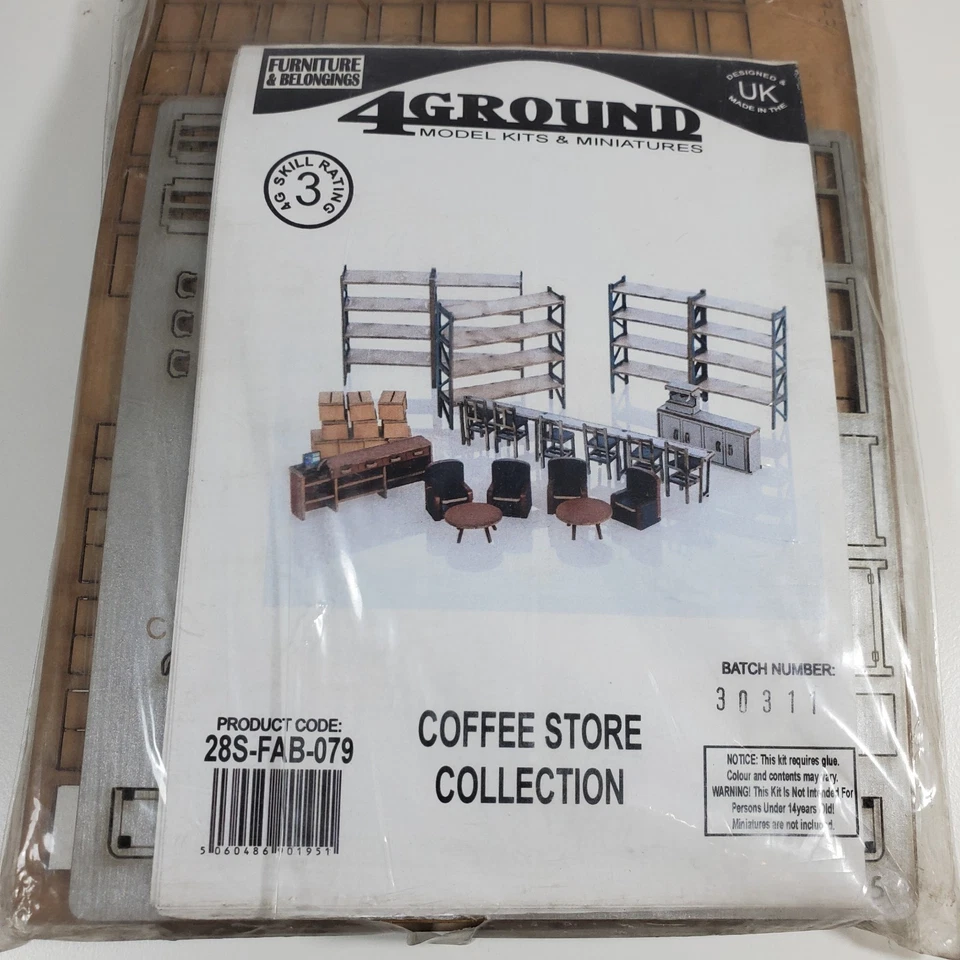 FURNITURE
& BELONGINGS
4GROUND
MODEL KITS & MINIATURES
DESIGNED &
UK
MADE IN THE
4G SKILL RATING
3
BATCH NUMBER:
30311
PRODUCT CODE:
28S-FAB-079
COFFEE STORE
COLLECTION
NOTICE: This kit requires glue.
Colour and contents may vary.
WARNING! This Kit Is Not Intended For
Persons Under 14years Old!
Miniatures are not included.
5 060486 101951
C
5